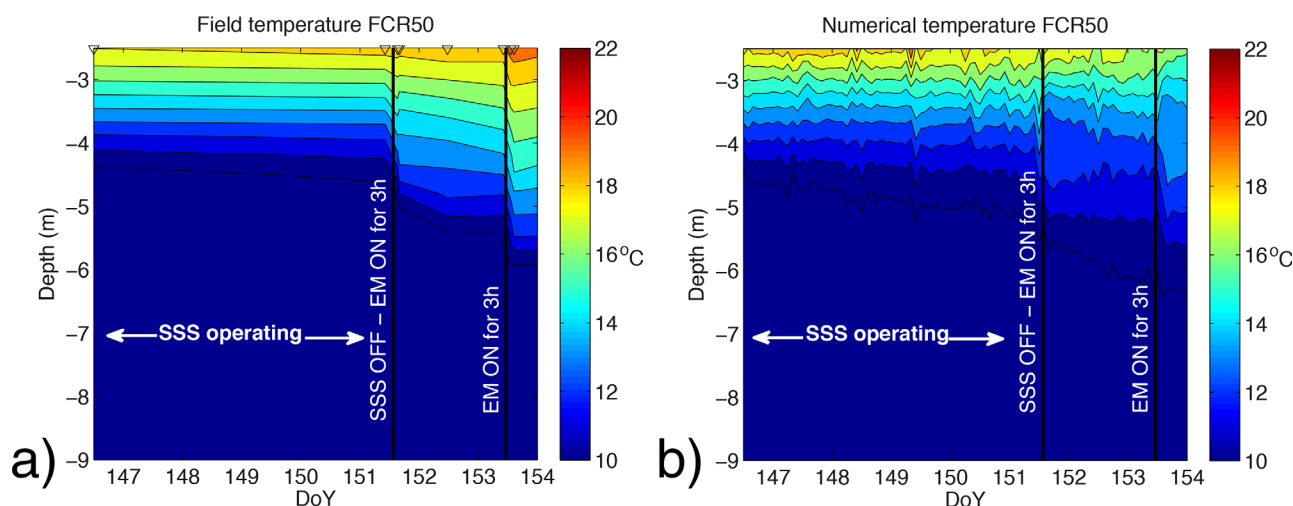 Field temperature FCR50
−3
−4
−5
−6
−7
−8
−9
Depth (m)
147 148 149 150 151 152 153 154
DoY
SSS operating
SSS OFF − EM ON for 3h
EM ON for 3h
22
20
18
16
14
12
10
°C
a)
Numerical temperature FCR50
−3
−4
−5
−6
−7
−8
−9
Depth (m)
147 148 149 150 151 152 153 154
DoY
SSS operating
SSS OFF − EM ON for 3h
EM ON for 3h
22
20
18
16
14
12
10
°C
b)